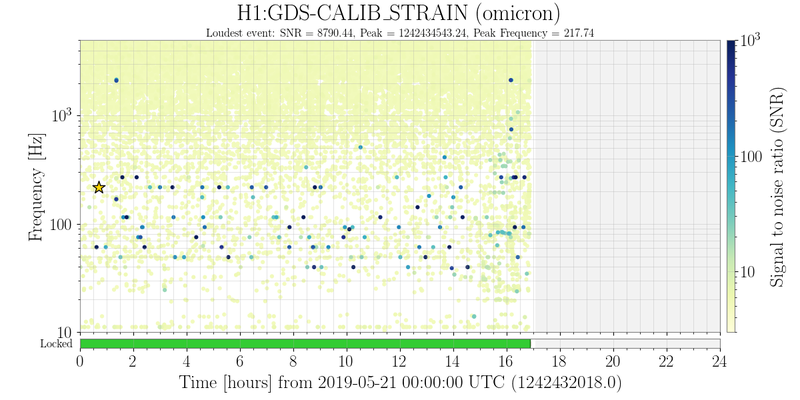 H1:GDS-CALIB_STRAIN (omicron)
Loudest event: SNR = 8790.44, Peak = 1242434543.24, Peak Frequency = 217.74
10³
10³
100
100
10
10
Frequency [Hz]
Signal to noise ratio (SNR)
Locked
0 2 4 6 8 10 12 14 16 18 20 22 24
Time [hours] from 2019-05-21 00:00:00 UTC (1242432018.0)